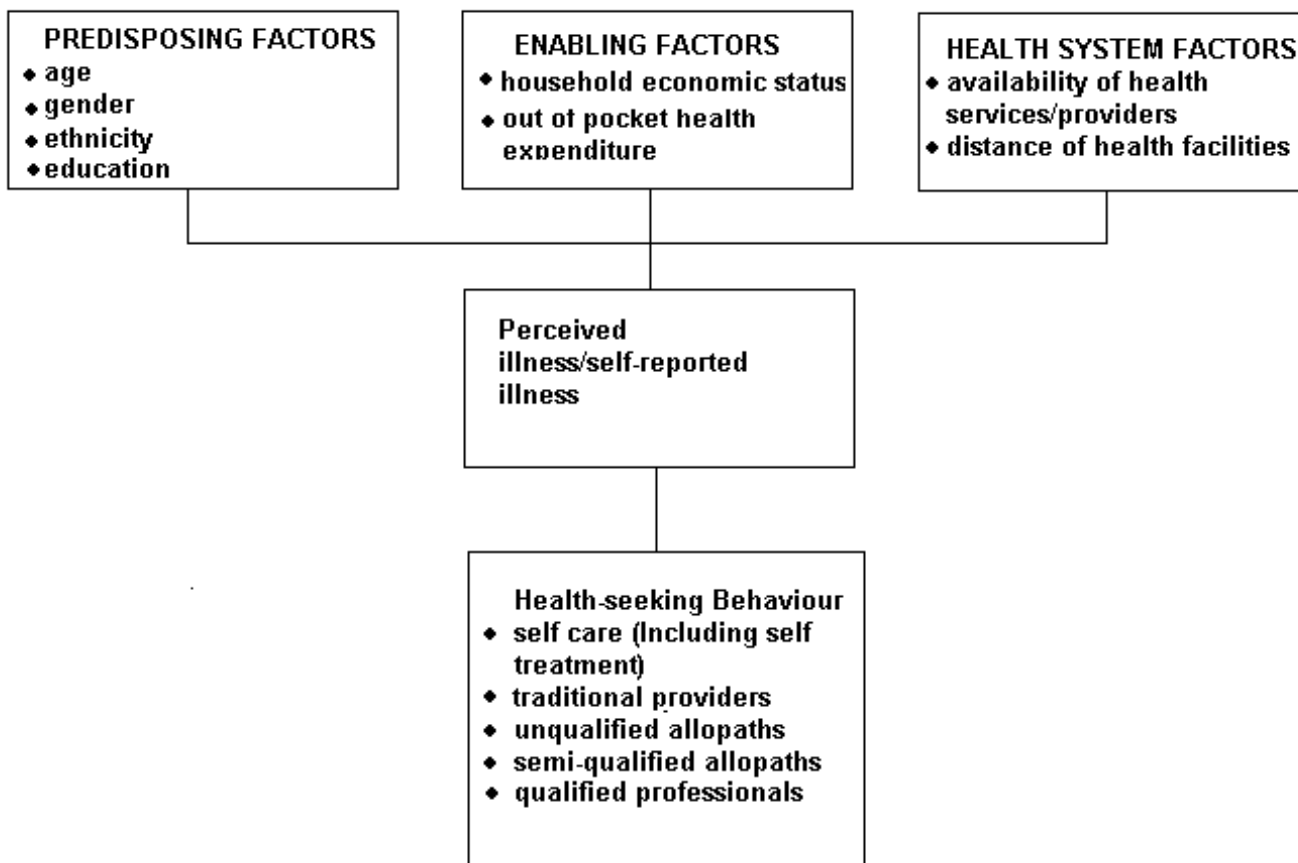 PREDISPOSING FACTORS
◆ age
◆ gender
◆ ethnicity
◆ education
ENABLING FACTORS
◆ household economic status
◆ out of pocket health
expenditure
HEALTH SYSTEM FACTORS
◆ availability of health
services/providers
◆ distance of health facilities
Perceived
illness/self-reported
illness
Health-seeking Behaviour
◆ self care (Including self
treatment)
◆ traditional providers
◆ unqualified allopaths
◆ semi-qualified allopaths
◆ qualified professionals